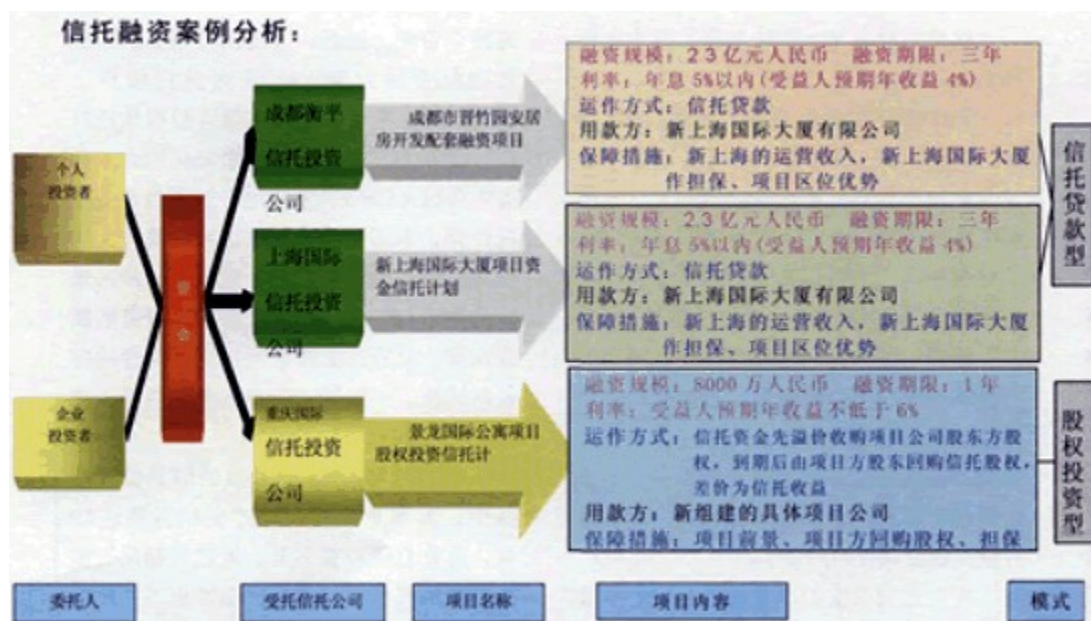 信托融资案例分析：
个人
投资者
企业
投资者
资
金
成都衡平
信托投资
公司
上海国际
信托投资
公司
重庆国际
信托投资
公司
成都市晋竹园安居
房开发配套融资项目
新上海国际大厦项目资
金信托计划
景龙国际公寓项目
股权投资信托计
融资规模：2.3亿元人民币 融资期限：三年
利率：年息5%以内(受益人预期年收益4%)
运作方式：信托贷款
用款方：新上海国际大厦有限公司
保障措施：新上海的运营收入，新上海国际大厦
作担保、项目区位优势
融资规模：2.3亿元人民币 融资期限：三年
利率：年息5%以内(受益人预期年收益4%)
运作方式：信托贷款
用款方：新上海国际大厦有限公司
保障措施：新上海的运营收入，新上海国际大厦
作担保、项目区位优势
融资规模：8000万人民币 融资期限：1年
利率：受益人预期年收益不低于6%
运作方式：信托资金先溢价收购项目公司股东方股
权，到期后由项目方股东回购信托股权，
差价为信托收益
用款方：新组建的具体项目公司
保障措施：项目前景、项目方回购股权、担保
信托贷款型
股权投资型
委托人
受托信托公司
项目名称
项目内容
模式